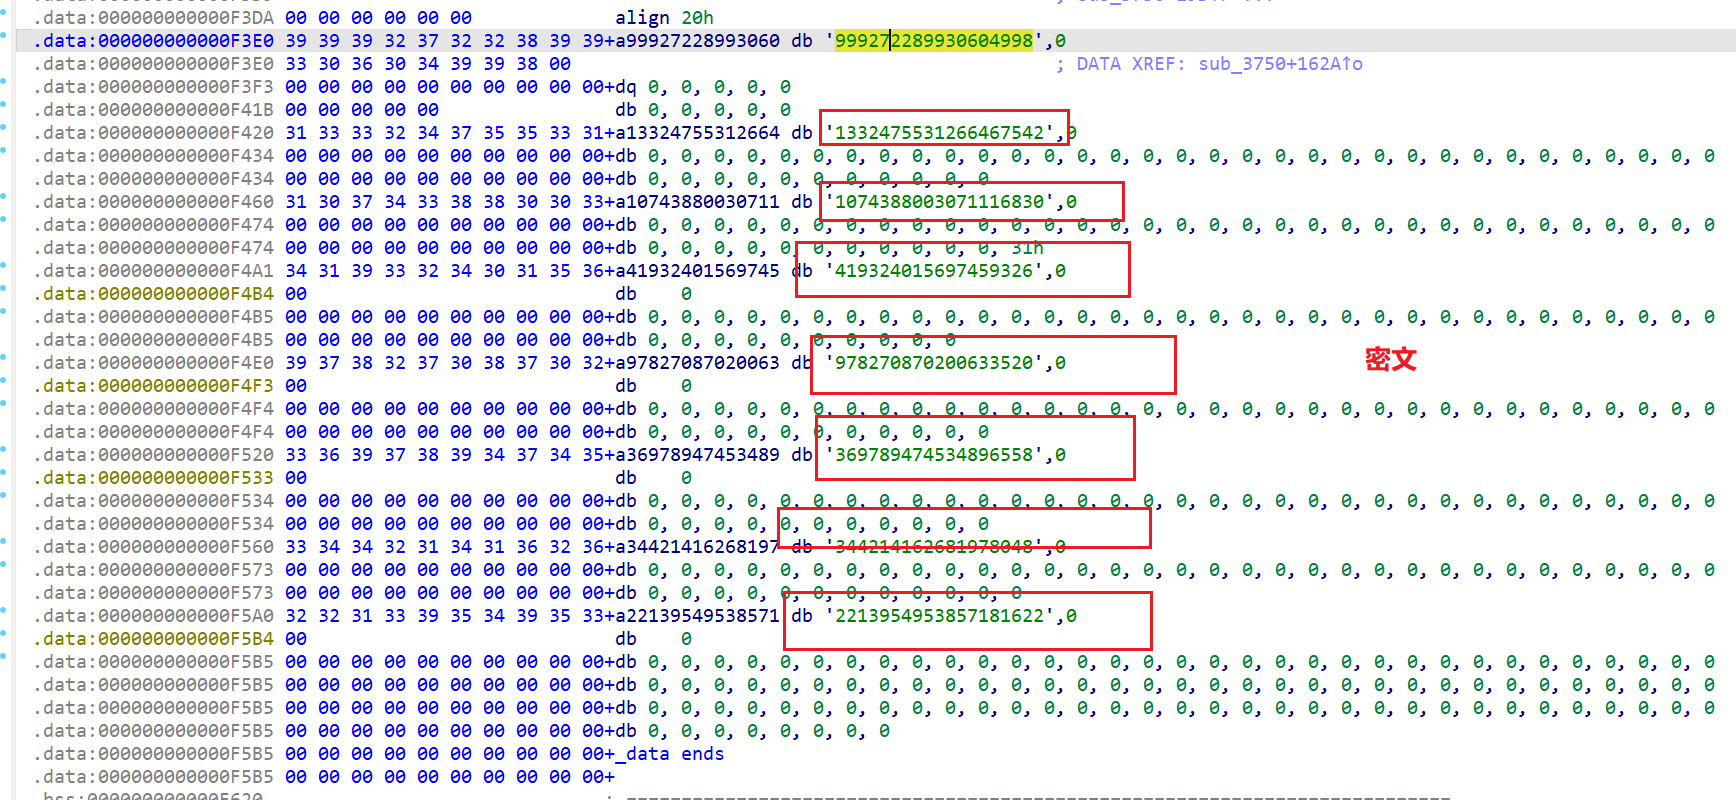 .data:000000000000F3DA 00 00 00 00 00 00 align 20h
.data:000000000000F3E0 39 39 39 32 37 32 32 38 39 39+a99927228993060 db '999272289930604998',0
.data:000000000000F3E0 33 30 36 30 34 39 39 38 00 ; DATA XREF: sub_3750+162A↑o
.data:000000000000F3F3 00 00 00 00 00 00 00 00 00 00+dq 0, 0, 0, 0, 0
.data:000000000000F41B 00 00 00 00 00 db 0, 0, 0, 0, 0
.data:000000000000F420 31 33 33 32 34 37 35 35 33 31+a13324755312664 db '1332475531266467542',0
.data:000000000000F434 00 00 00 00 00 00 00 00 00 00+db 0, 0, 0, 0, 0, 0, 0, 0, 0, 0, 0, 0, 0, 0, 0, 0, 0, 0, 0, 0, 0, 0, 0, 0, 0, 0, 0, 0, 0, 0, 0, 0, 0
.data:000000000000F434 00 00 00 00 00 00 00 00 00 00+db 0, 0, 0, 0, 0, 0, 0, 0, 0, 0, 0
.data:000000000000F460 31 30 37 34 33 38 38 30 30 33+a10743880030711 db '1074388003071116830',0
.data:000000000000F474 00 00 00 00 00 00 00 00 00 00+db 0, 0, 0, 0, 0, 0, 0, 0, 0, 0, 0, 0, 0, 0, 0, 0, 0, 0, 0, 0, 0, 0, 0, 0, 0, 0, 0, 0, 0, 0, 0, 0, 0
.data:000000000000F474 00 00 00 00 00 00 00 00 00 00+db 0, 0, 0, 0, 0, 0, 0, 0, 0, 0, 0, 31h
.data:000000000000F4A1 34 31 39 33 32 34 30 31 35 36+a41932401569745 db '419324015697459326',0
.data:000000000000F4B4 00 db 0
.data:000000000000F4B5 00 00 00 00 00 00 00 00 00 00+db 0, 0, 0, 0, 0, 0, 0, 0, 0, 0, 0, 0, 0, 0, 0, 0, 0, 0, 0, 0, 0, 0, 0, 0, 0, 0, 0, 0, 0, 0, 0, 0, 0
.data:000000000000F4B5 00 00 00 00 00 00 00 00 00 00+db 0, 0, 0, 0, 0, 0, 0, 0, 0, 0
.data:000000000000F4E0 39 37 38 32 37 30 38 37 30 32+a97827087020063 db '978270870200633520',0
密文
.data:000000000000F4F3 00 db 0
.data:000000000000F4F4 00 00 00 00 00 00 00 00 00 00+db 0, 0, 0, 0, 0, 0, 0, 0, 0, 0, 0, 0, 0, 0, 0, 0, 0, 0, 0, 0, 0, 0, 0, 0, 0, 0, 0, 0, 0, 0, 0, 0, 0
.data:000000000000F4F4 00 00 00 00 00 00 00 00 00 00+db 0, 0, 0, 0, 0, 0, 0, 0, 0, 0, 0
.data:000000000000F520 33 36 39 37 38 39 34 37 34 35+a36978947453489 db '369789474534896558',0
.data:000000000000F533 00 db 0
.data:000000000000F534 00 00 00 00 00 00 00 00 00 00+db 0, 0, 0, 0, 0, 0, 0, 0, 0, 0, 0, 0, 0, 0, 0, 0, 0, 0, 0, 0, 0, 0, 0, 0, 0, 0, 0, 0, 0, 0, 0, 0, 0
.data:000000000000F534 00 00 00 00 00 00 00 00 00 00+db 0, 0, 0, 0, 0, 0, 0, 0, 0, 0, 0
.data:000000000000F560 33 34 34 32 31 34 31 36 32 36+a34421416268197 db '344214162681978048',0
.data:000000000000F573 00 00 00 00 00 00 00 00 00 00+db 0, 0, 0, 0, 0, 0, 0, 0, 0, 0, 0, 0, 0, 0, 0, 0, 0, 0, 0, 0, 0, 0, 0, 0, 0, 0, 0, 0, 0, 0, 0, 0, 0
.data:000000000000F573 00 00 00 00 00 00 00 00 00 00+db 0, 0, 0, 0, 0, 0, 0, 0, 0, 0, 0, 0
.data:000000000000F5A0 32 32 31 33 39 35 34 39 35 33+a22139549538571 db '2213954953857181622',0
.data:000000000000F5B4 00 db 0
.data:000000000000F5B5 00 00 00 00 00 00 00 00 00 00+db 0, 0, 0, 0, 0, 0, 0, 0, 0, 0, 0, 0, 0, 0, 0, 0, 0, 0, 0, 0, 0, 0, 0, 0, 0, 0, 0, 0, 0, 0, 0, 0, 0
.data:000000000000F5B5 00 00 00 00 00 00 00 00 00 00+db 0, 0, 0, 0, 0, 0, 0, 0, 0, 0, 0, 0, 0, 0, 0, 0, 0, 0, 0, 0, 0, 0, 0, 0, 0, 0, 0, 0, 0, 0, 0, 0, 0
.data:000000000000F5B5 00 00 00 00 00 00 00 00 00 00+db 0, 0, 0, 0, 0, 0, 0, 0, 0, 0, 0, 0, 0, 0, 0, 0, 0, 0, 0, 0, 0, 0, 0, 0, 0, 0, 0, 0, 0, 0, 0, 0, 0
.data:000000000000F5B5 00 00 00 00 00 00 00 00 00 00+db 0, 0, 0, 0, 0, 0, 0, 0
.data:000000000000F5B5 00 00 00 00 00 00 00 00 00 00+_data ends
.data:000000000000F5B5 00 00 00 00 00 00 00 00 00 00+